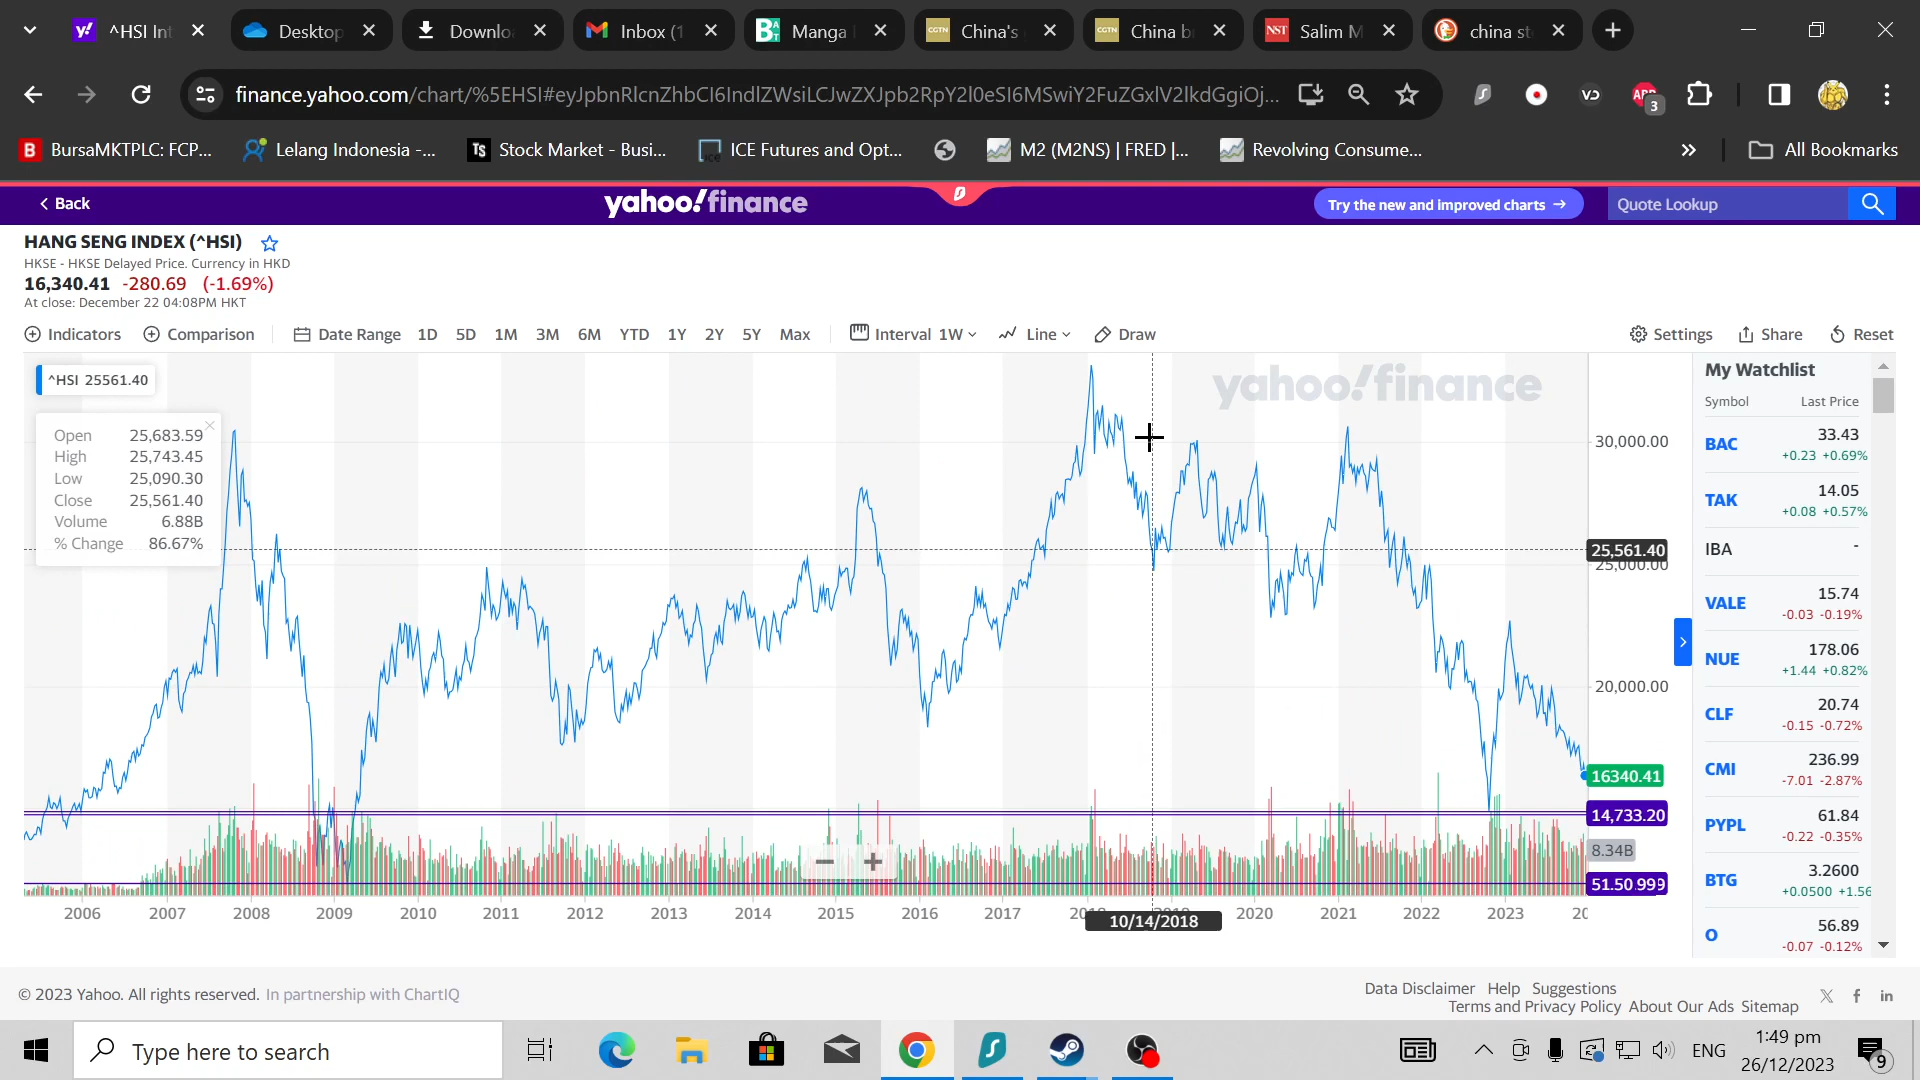 ^HSI Int
Desktop
Downlo
Inbox (1
Manga
China's
China b
Salim M
china st
finance.yahoo.com/chart/%5EHSI#eyJpbnRlcnZhbCI6IndlZWsiLCJwZXJpb2RpY2l0eSI6MSwiY2FuZGxlV2lkdGgiOj...
3
BursaMKTPLC: FCP...
Lelang Indonesia -...
Stock Market - Busi...
ICE Futures and Opt...
M2 (M2NS) | FRED |...
Revolving Consume...
All Bookmarks
Back
yahoo!finance
Try the new and improved charts →
Quote Lookup
HANG SENG INDEX (^HSI)
HKSE - HKSE Delayed Price. Currency in HKD
16,340.41 -280.69 (-1.69%)
At close: December 22 04:08PM HKT
Indicators Comparison Date Range 1D 5D 1M 3M 6M YTD 1Y 2Y 5Y Max Interval 1W Line Draw Settings Share Reset
^HSI 25561.40
yahoo!finance
Open 25,683.59
High 25,743.45
Low 25,090.30
Close 25,561.40
Volume 6.88B
% Change 86.67%
30,000.00
25,561.40
25,000.00
20,000.00
16340.41
14,733.20
8.34B
2006 2007 2008 2009 2010 2011 2012 2013 2014 2015 2016 2017 2020 2021 2022 2023
10/14/2018
My Watchlist
Symbol Last Price
BAC 33.43
+0.23 +0.69%
TAK 14.05
+0.08 +0.57%
IBA -
VALE 15.74
-0.03 -0.19%
NUE 178.06
+1.44 +0.82%
CLF 20.74
-0.15 -0.72%
CMI 236.99
-7.01 -2.87%
PYPL 61.84
-0.22 -0.35%
BTG 3.2600
+0.0500 +1.56
O 56.89
-0.07 -0.12%
© 2023 Yahoo. All rights reserved. In partnership with ChartIQ
Data Disclaimer Help Suggestions
Terms and Privacy Policy About Our Ads Sitemap
Type here to search
ENG
1:49 pm
26/12/2023
9